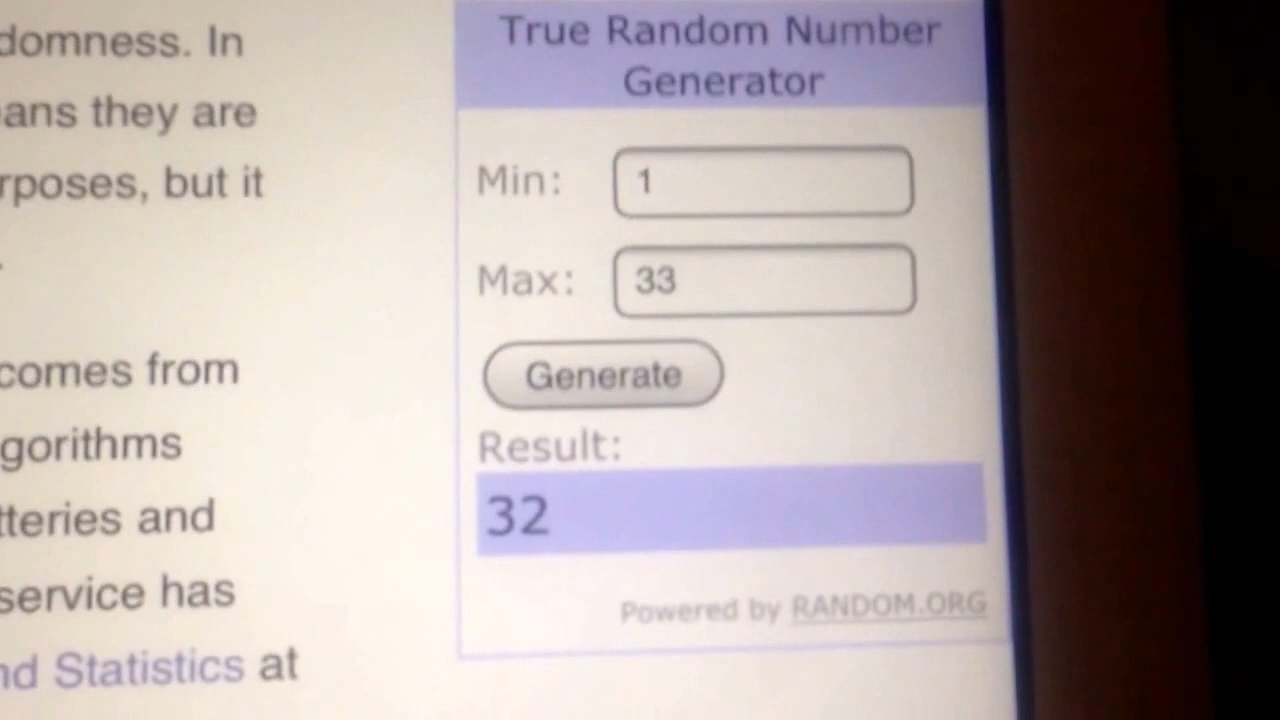 domness. In
ans they are
rposes, but it
.
comes from
gorithms
tteries and
service has
nd Statistics at
True Random Number
Generator
Min: 1
Max: 33
Generate
Result:
32
Powered by RANDOM.ORG